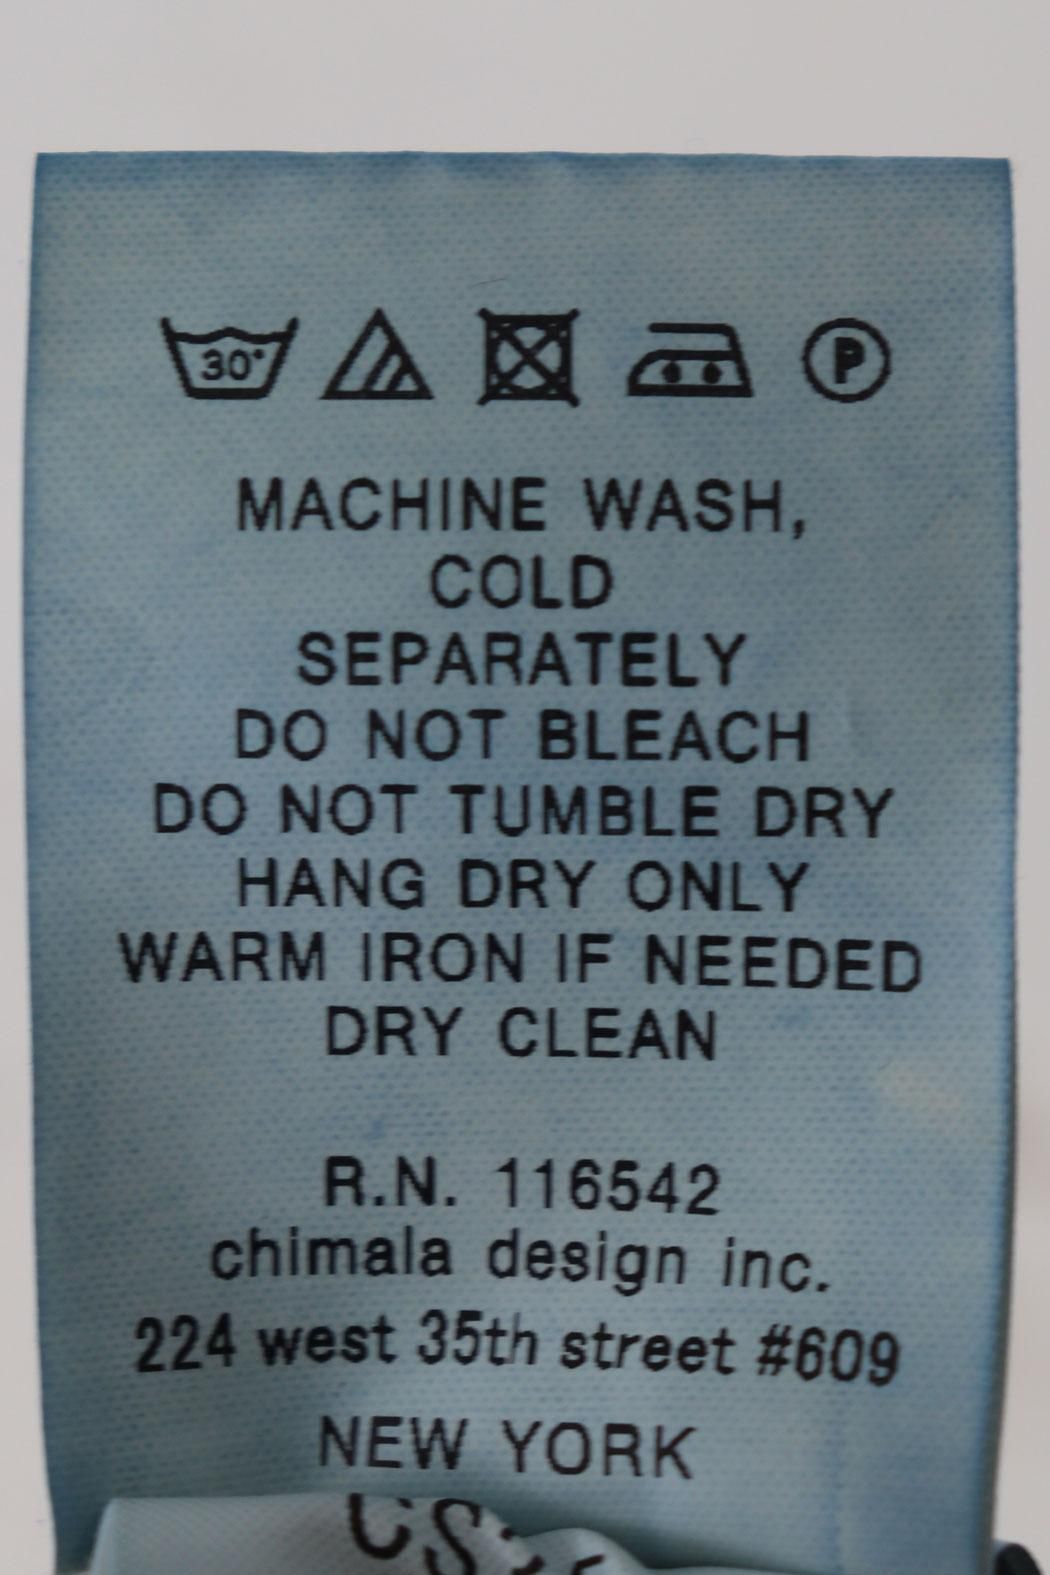 30°
P
MACHINE WASH,
COLD
SEPARATELY
DO NOT BLEACH
DO NOT TUMBLE DRY
HANG DRY ONLY
WARM IRON IF NEEDED
DRY CLEAN
R.N. 116542
chimala design inc.
224 west 35th street #609
NEW YORK